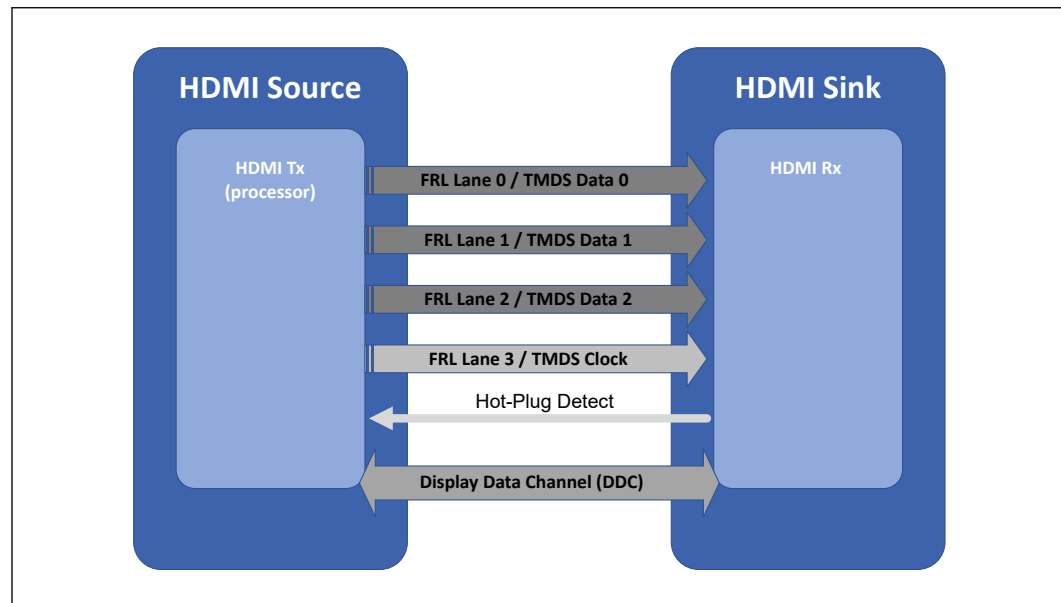 HDMI Source
HDMI Sink
HDMI Tx
(processor)
HDMI Rx
FRL Lane 0 / TMDS Data 0
FRL Lane 1 / TMDS Data 1
FRL Lane 2 / TMDS Data 2
FRL Lane 3 / TMDS Clock
Hot-Plug Detect
Display Data Channel (DDC)